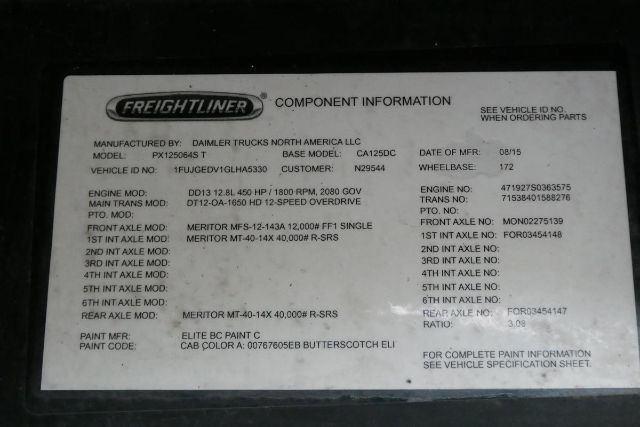 FREIGHTLINER ® COMPONENT INFORMATION
SEE VEHICLE ID NO.
WHEN ORDERING PARTS
MANUFACTURED BY: DAIMLER TRUCKS NORTH AMERICA LLC
MODEL: PX125064S T BASE MODEL: CA125DC DATE OF MFR: 08/15
VEHICLE ID NO: 1FUJGEDV1GLHA5330 CUSTOMER: N29544 WHEELBASE: 172
ENGINE MOD: DD13 12.8L 450 HP / 1800 RPM, 2080 GOV ENGINE NO: 471927S0363575
MAIN TRANS MOD: DT12-OA-1650 HD 12-SPEED OVERDRIVE TRANS NO: 71538401588276
PTO. MOD: PTO. NO:
FRONT AXLE MOD: MERITOR MFS-12-143A 12,000# FF1 SINGLE FRONT AXLE NO: MON02275139
1ST INT AXLE MOD: MERITOR MT-40-14X 40,000# R-SRS 1ST INT AXLE NO: FOR03454148
2ND INT AXLE MOD: 2ND INT AXLE NO:
3RD INT AXLE MOD: 3RD INT AXLE NO:
4TH INT AXLE MOD: 4TH INT AXLE NO:
5TH INT AXLE MOD: 5TH INT AXLE NO:
6TH INT AXLE MOD: 6TH INT AXLE NO:
REAR AXLE MOD: MERITOR MT-40-14X 40,000# R-SRS REAR AXLE NO: FOR03454147
RATIO: 3.08
PAINT MFR: ELITE BC PAINT C
PAINT CODE: CAB COLOR A: 00767605EB BUTTERSCOTCH ELI
FOR COMPLETE PAINT INFORMATION
SEE VEHICLE SPECIFICATION SHEET.